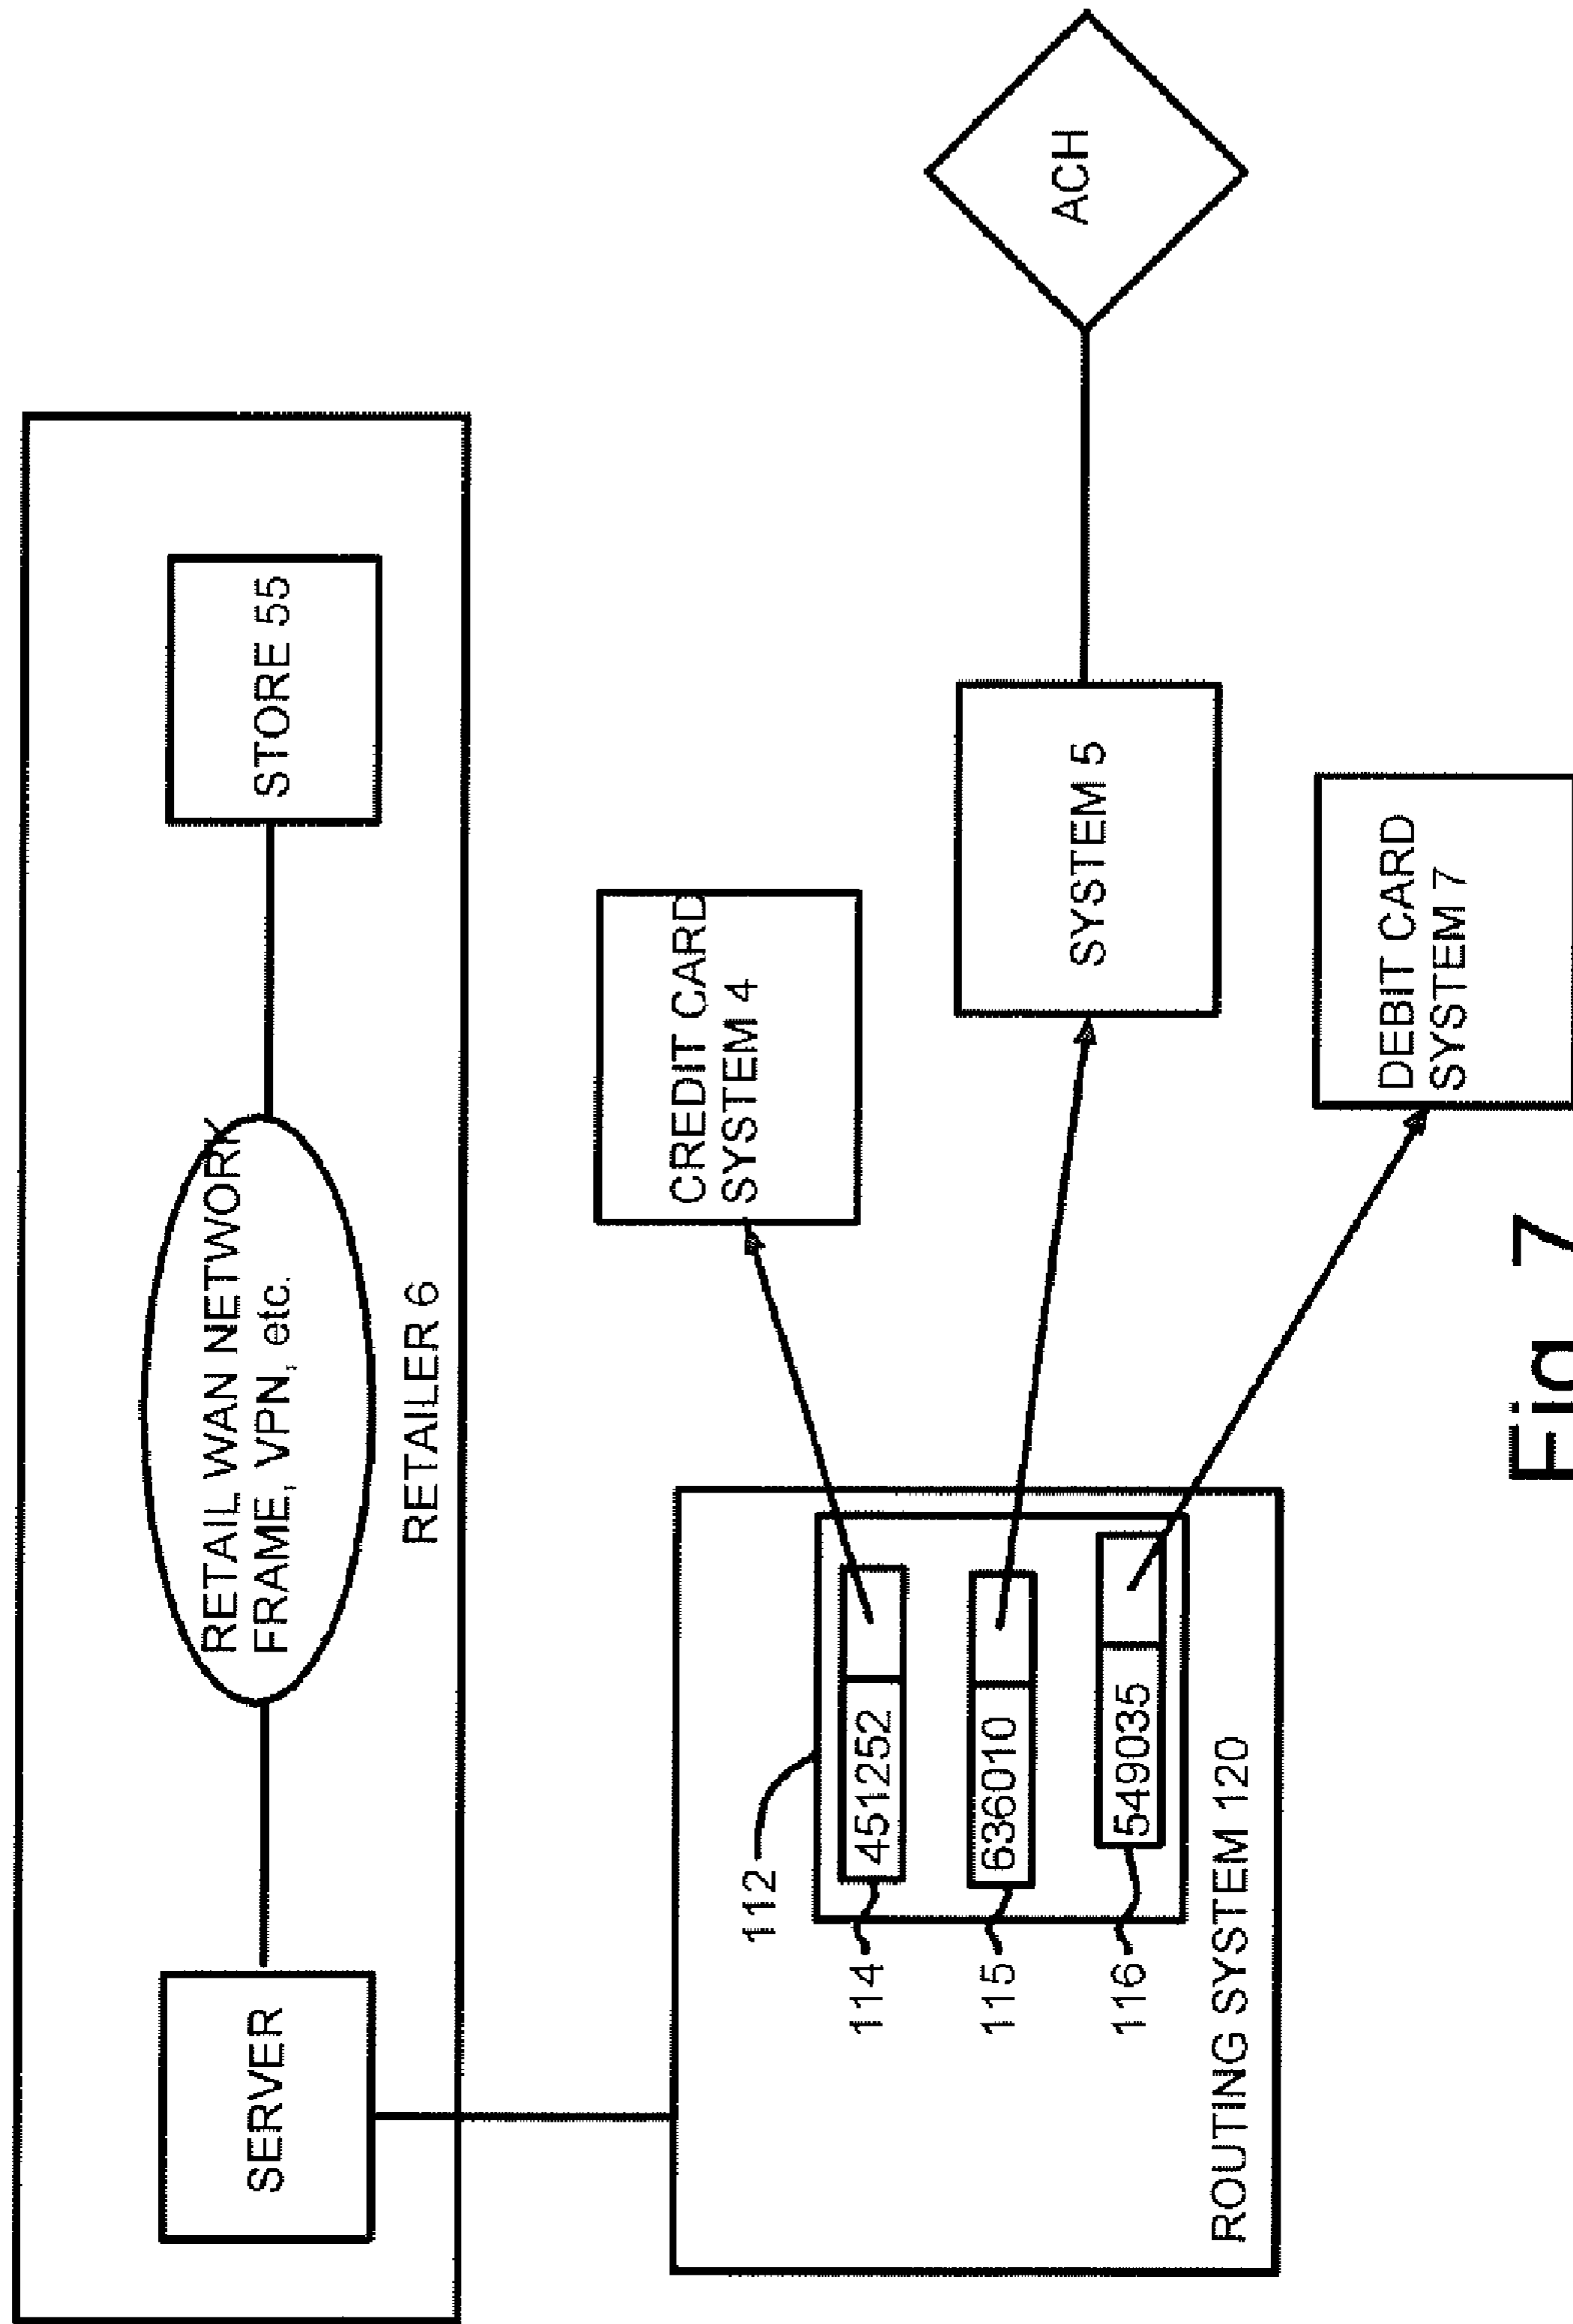 SERVER
RETAIL WAN NETWORK
FRAME, VPN, etc.
STORE 55
RETAILER 6
112
114
451252
115
636010
116
549035
ROUTING SYSTEM 120
CREDIT CARD
SYSTEM 4
SYSTEM 5
ACH
DEBIT CARD
SYSTEM 7
Fig. 7